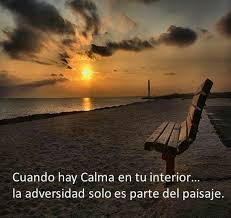 Cuando hay Calma en tu interior...
la adversidad solo es parte del paisaje.